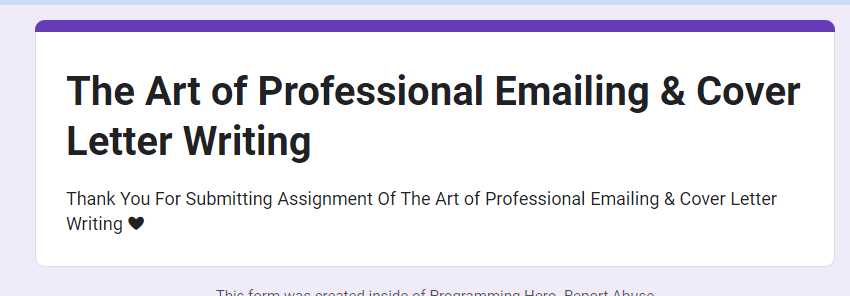 The Art of Professional Emailing & Cover
Letter Writing
Thank You For Submitting Assignment Of The Art of Professional Emailing & Cover Letter
Writing 🖤
This form was created inside of Programming Hero. Report Abuse